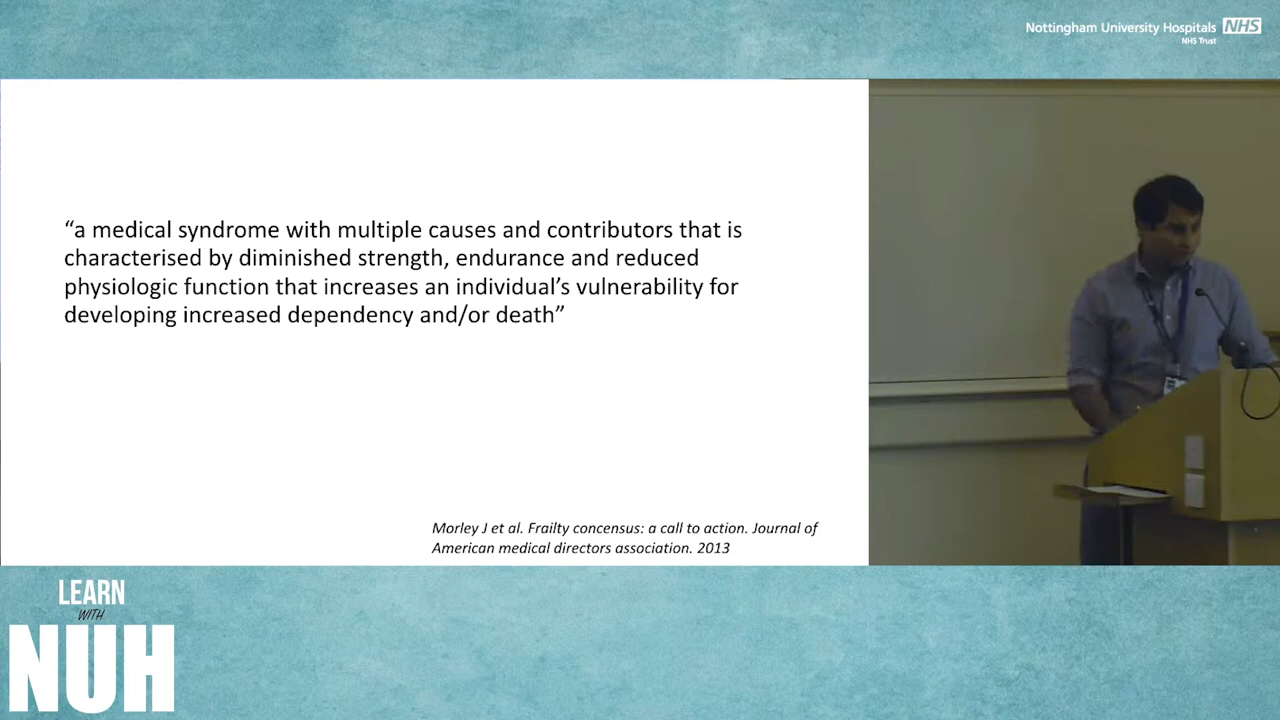 Nottingham University Hospitals NHS
NHS Trust
“a medical syndrome with multiple causes and contributors that is
characterised by diminished strength, endurance and reduced
physiologic function that increases an individual’s vulnerability for
developing increased dependency and/or death”
Morley J et al. Frailty concensus: a call to action. Journal of
American medical directors association. 2013
LEARN
WITH
NUH